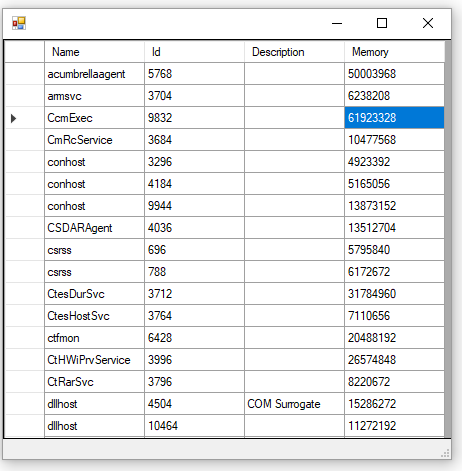 Name Id Description Memory
acumbrellaagent 5768 50003968
armsvc 3704 6238208
CcmExec 9832 61923328
CmRcService 3684 10477568
conhost 3296 4923392
conhost 4184 5165056
conhost 9944 13873152
CSDARAgent 4036 13512704
csrss 696 5795840
csrss 788 6172672
CtesDurSvc 3712 31784960
CtesHostSvc 3764 7110656
ctfmon 6428 20488192
CtHWiPrvService 3996 26574848
CtRarSvc 3796 8220672
dllhost 4504 COM Surrogate 15286272
dllhost 10464 11272192